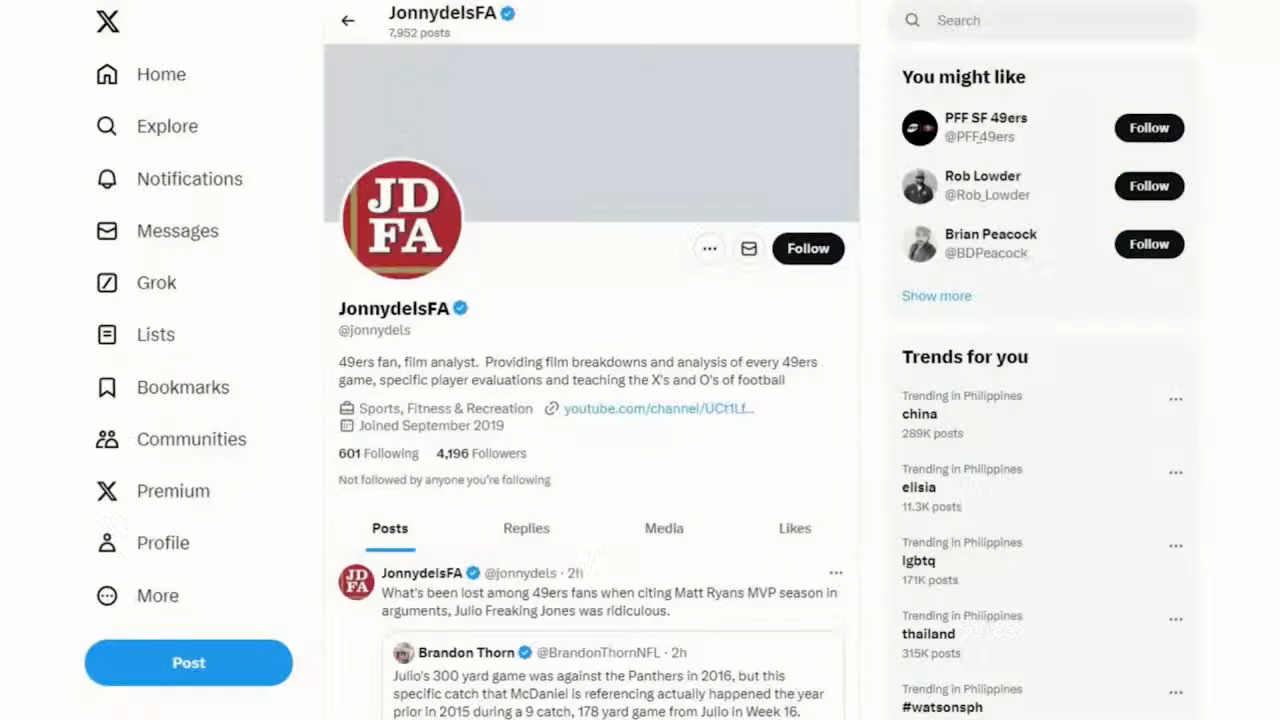 Home
Explore
Notifications
Messages
Grok
Lists
Bookmarks
Communities
Premium
Profile
More
Post
JonnydelsFA
7,952 posts
JD
FA
Follow
JonnydelsFA
@jonnydels
49ers fan, film analyst. Providing film breakdowns and analysis of every 49ers
game, specific player evaluations and teaching the X's and O's of football
Sports, Fitness & Recreation youtube.com/channel/UCt1Lf...
Joined September 2019
601 Following 4,196 Followers
Not followed by anyone you're following
Posts Replies Media Likes
JD
FA
JonnydelsFA @jonnydels · 2h
What's been lost among 49ers fans when citing Matt Ryans MVP season in
arguments, Julio Freaking Jones was ridiculous.
Brandon Thorn @BrandonThornNFL · 2h
Julio's 300 yard game was against the Panthers in 2016, but this
specific catch that McDaniel is referencing actually happened the year
prior in 2015 during a 9 catch, 178 yard game from Julio in Week 16.
Search
You might like
PFF SF 49ers
@PFF_49ers
Follow
Rob Lowder
@Rob_Lowder
Follow
Brian Peacock
@BDPeacock
Follow
Show more
Trends for you
Trending in Philippines
china
289K posts
Trending in Philippines
elisia
11.3K posts
Trending in Philippines
lgbtq
171K posts
Trending in Philippines
thailand
315K posts
Trending in Philippines
#watsonsph